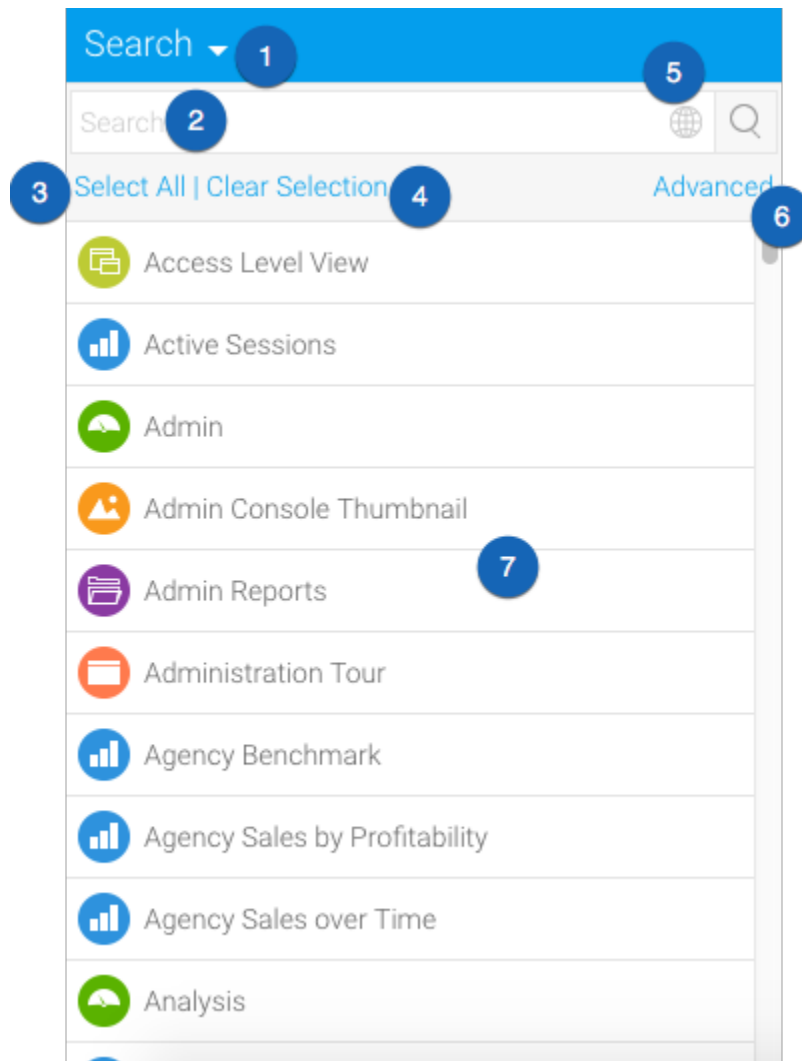 Search 1
5
Search 2
3 Select All | Clear Selection 4 Advanced 6
Access Level View
Active Sessions
Admin
Admin Console Thumbnail
7
Admin Reports
Administration Tour
Agency Benchmark
Agency Sales by Profitability
Agency Sales over Time
Analysis